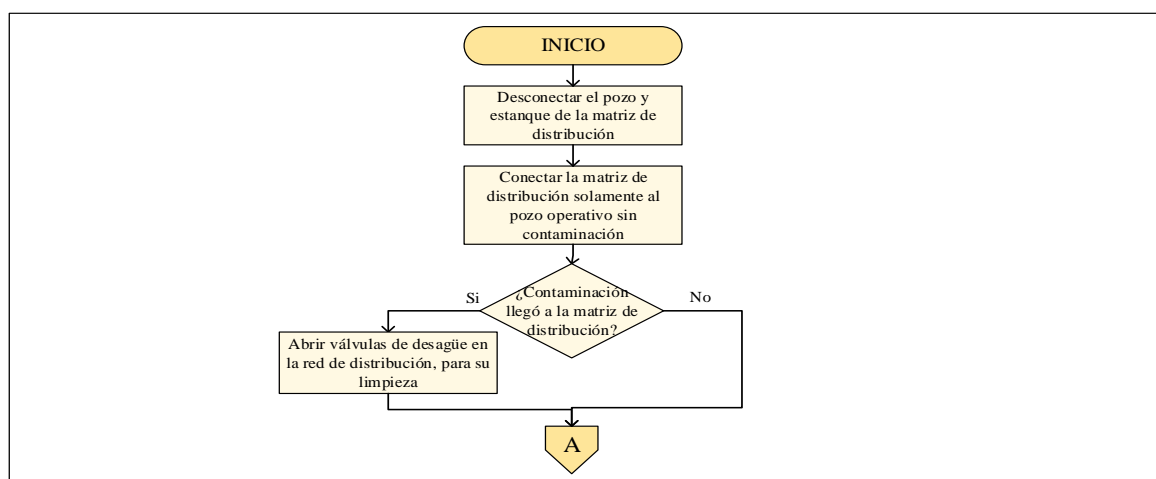 INICIO
Desconectar el pozo y
estanque de la matriz de
distribución
Conectar la matriz de
distribución solamente al
pozo operativo sin
contaminación
¿Contaminación
llegó a la matriz de
distribución?
Si
No
Abrir válvulas de desagüe en
la red de distribución, para su
limpieza
A